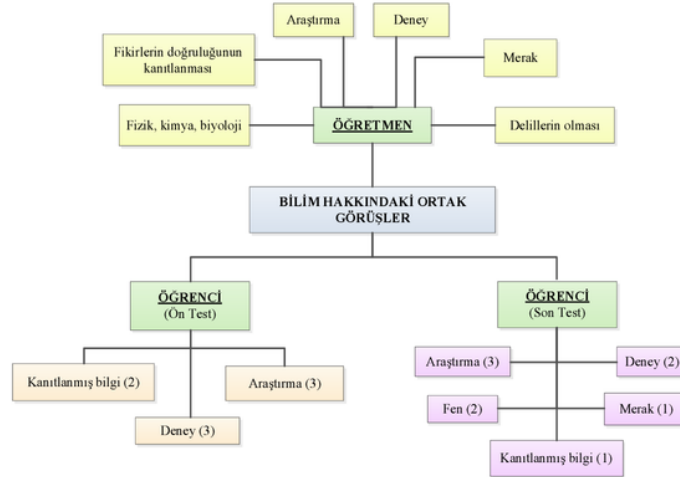 Araştırma
Deney
Fikirlerin doğruluğunun
kanıtlanması
Merak
Fizik, kimya, biyoloji
ÖĞRETMEN
Delillerin olması
BİLİM HAKKINDAKİ ORTAK
GÖRÜŞLER
ÖĞRENCİ
(Ön Test)
Kanıtlanmış bilgi (2)
Araştırma (3)
Deney (3)
ÖĞRENCİ
(Son Test)
Araştırma (3)
Deney (2)
Fen (2)
Merak (1)
Kanıtlanmış bilgi (1)